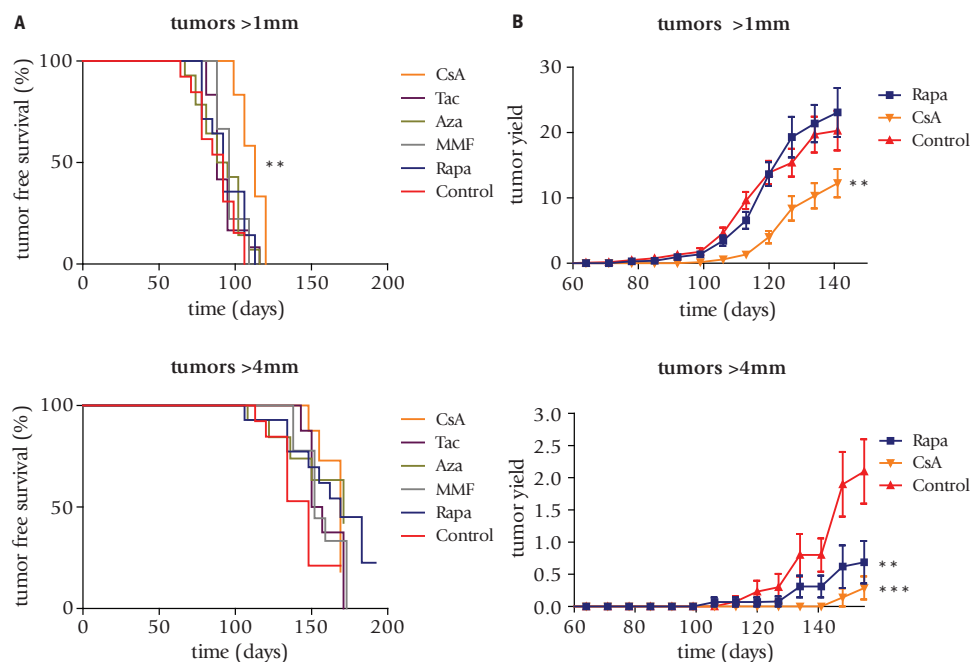 A
tumors >1mm
tumor free survival (%)
100
50
0
0 50 100 150 200
time (days)
CsA
Tac
Aza
MMF
Rapa
Control
**
B
tumors >1mm
tumor yield
30
20
10
0
60 80 100 120 140
time (days)
Rapa
CsA
Control
**
tumors >4mm
tumor free survival (%)
100
50
0
0 50 100 150 200
time (days)
CsA
Tac
Aza
MMF
Rapa
Control
tumors >4mm
tumor yield
3.0
2.5
2.0
1.5
1.0
0.5
0.0
60 80 100 120 140
time (days)
Rapa
CsA
Control
**
***